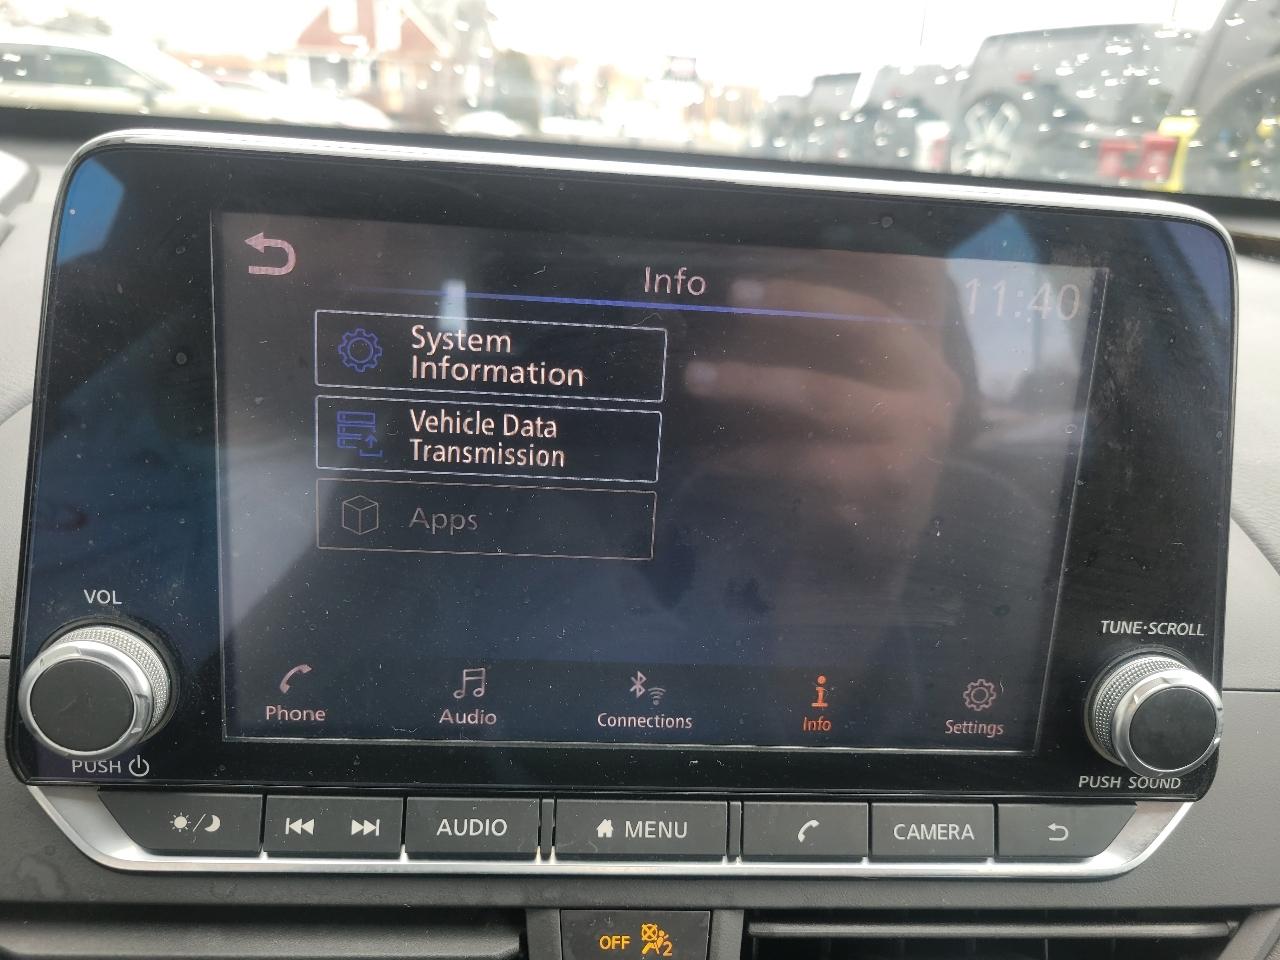 Info
11:40
System
Information
Vehicle Data
Transmission
Apps
VOL
TUNE·SCROLL
Phone
Audio
Connections
Info
Settings
PUSH
PUSH SOUND
AUDIO
MENU
CAMERA
OFF
2